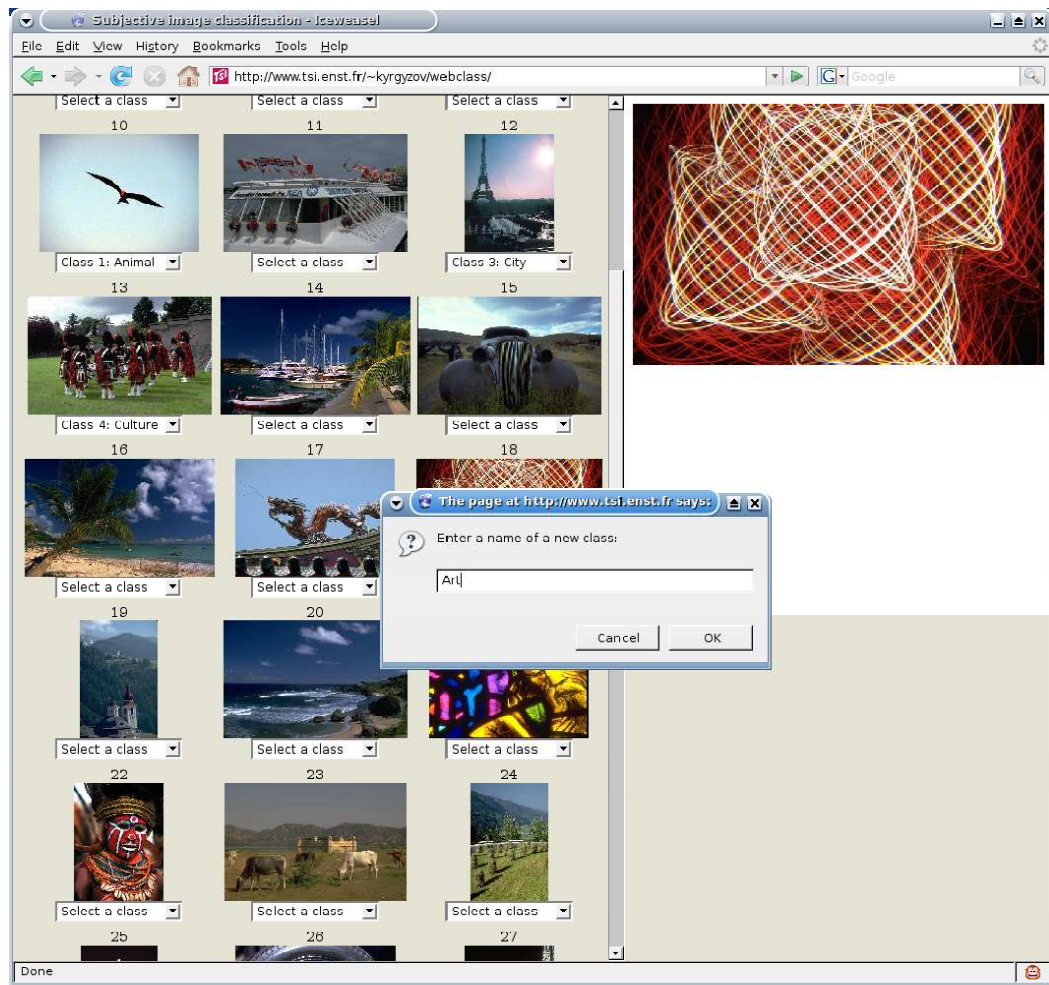 Subjective image classification - Iceweasel
File Edit View History Bookmarks Tools Help
http://www.tsi.enst.fr/~kyrgyzov/webclass/ G Google
Select a class Select a class Select a class
10 11 12
SEA
Class 1: Animal Select a class Class 3: City
13 14 15
Class 4: Culture Select a class Select a class
16 17 18
The page at http://www.tsi.enst.fr says:
Enter a name of a new class:
Art
Cancel OK
Select a class Select a class
19 20
Select a class Select a class Select a class
22 23 24
Select a class Select a class Select a class
25 26 27
Done